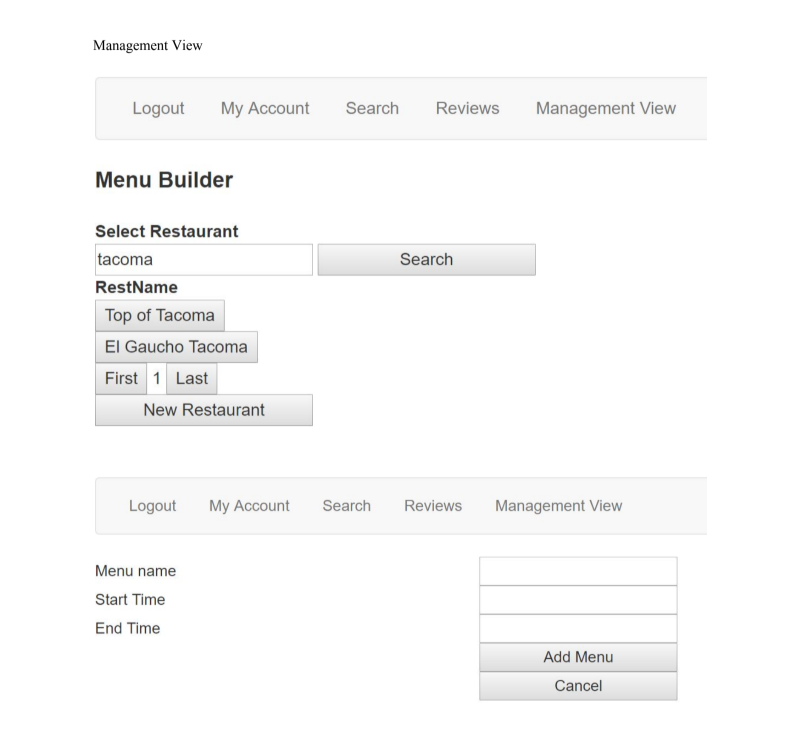 Management View
Logout My Account Search Reviews Management View
Menu Builder
Select Restaurant
tacoma Search
RestName
Top of Tacoma
El Gaucho Tacoma
First 1 Last
New Restaurant
Logout My Account Search Reviews Management View
Menu name
Start Time
End Time
Add Menu
Cancel